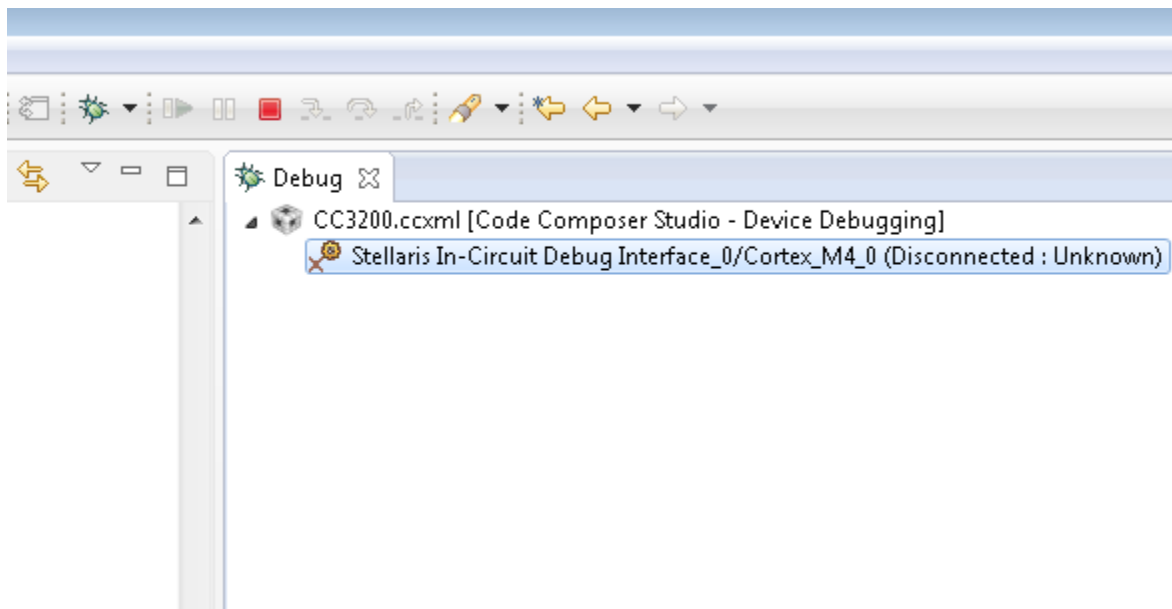 Debug
CC3200.ccxml [Code Composer Studio - Device Debugging]
Stellaris In-Circuit Debug Interface_0/Cortex_M4_0 (Disconnected : Unknown)